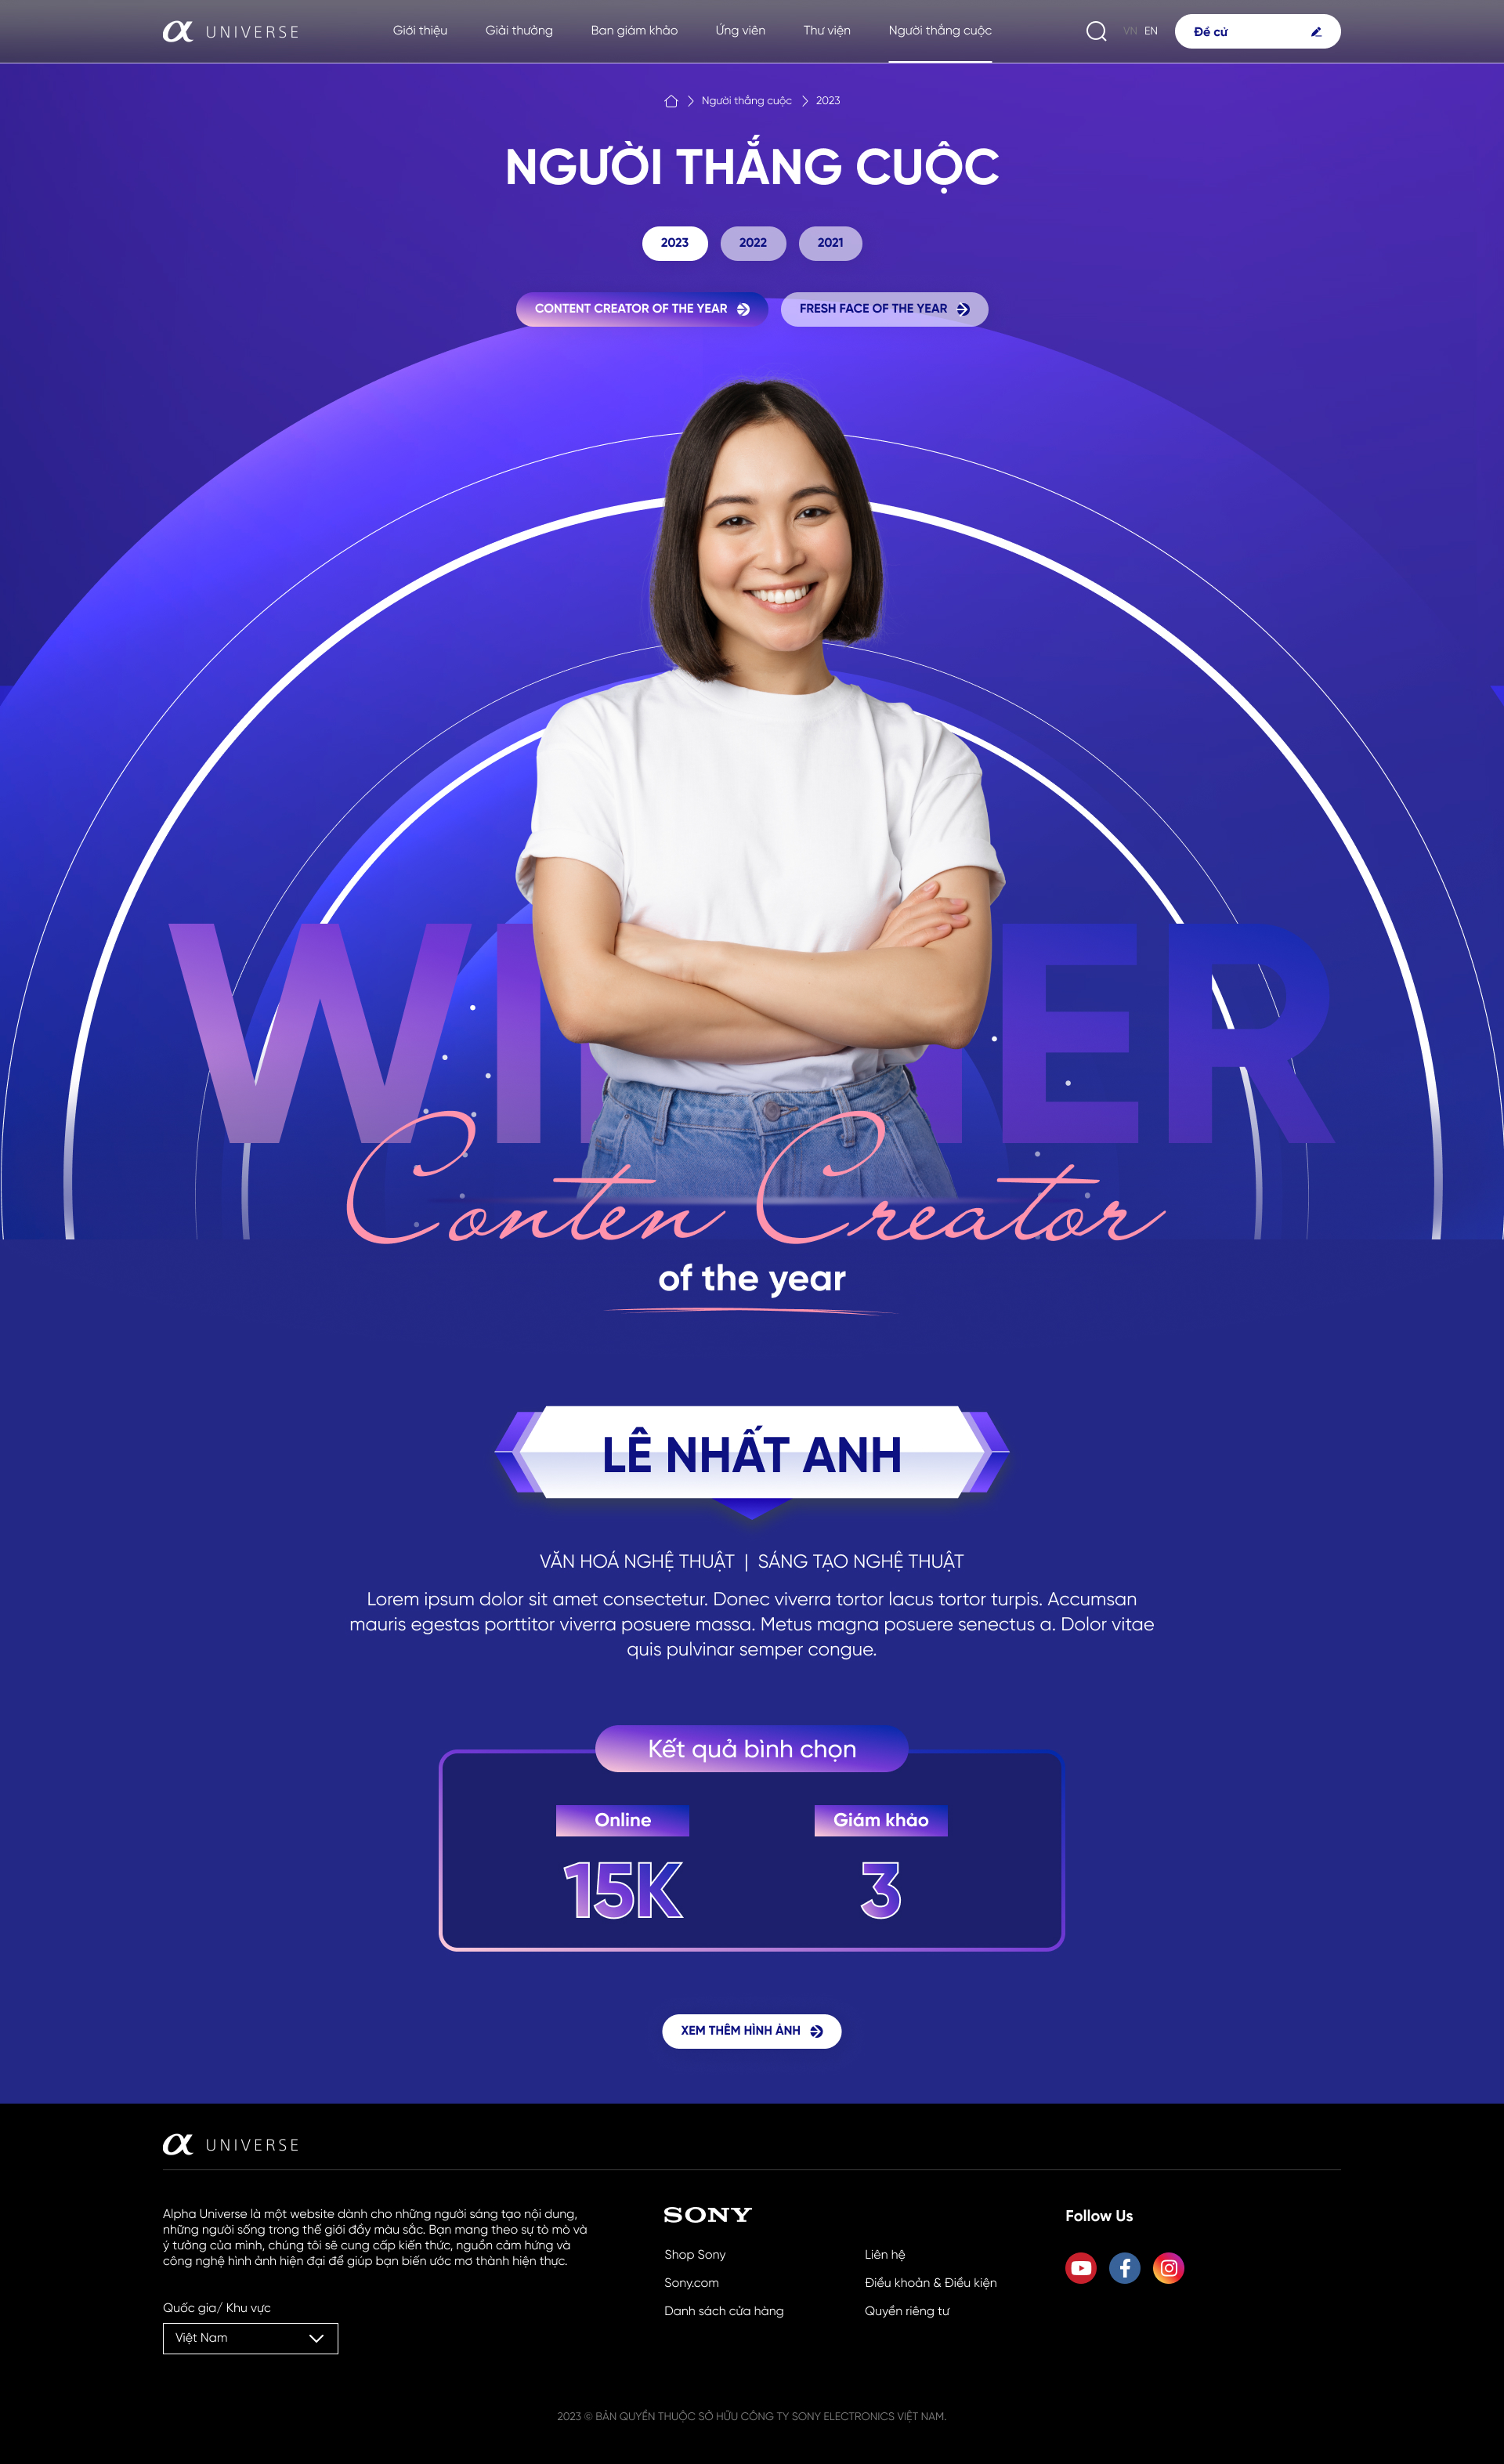 α UNIVERSE
Giới thiệu
Giải thưởng
Ban giám khảo
Ứng viên
Thư viện
Người thắng cuộc
VN EN
Đề cử
Người thắng cuộc
2023
NGƯỜI THẮNG CUỘC
2023
2022
2021
CONTENT CREATOR OF THE YEAR
FRESH FACE OF THE YEAR
Conten Creator
of the year
LÊ NHẤT ANH
VĂN HOÁ NGHỆ THUẬT | SÁNG TẠO NGHỆ THUẬT
Lorem ipsum dolor sit amet consectetur. Donec viverra tortor lacus tortor turpis. Accumsan
mauris egestas porttitor viverra posuere massa. Metus magna posuere senectus a. Dolor vitae
quis pulvinar semper congue.
Kết quả bình chọn
Online
Giám khảo
15K
3
XEM THÊM HÌNH ẢNH
α UNIVERSE
Alpha Universe là một website dành cho những người sáng tạo nội dung,
những người sống trong thế giới đầy màu sắc. Bạn mang theo sự tò mò và
ý tưởng của mình, chúng tôi sẽ cung cấp kiến thức, nguồn cảm hứng và
công nghệ hình ảnh hiện đại để giúp bạn biến ước mơ thành hiện thực.
Quốc gia/ Khu vực
Việt Nam
SONY
Shop Sony
Sony.com
Danh sách cửa hàng
Liên hệ
Điều khoản & Điều kiện
Quyền riêng tư
Follow Us
2023 © BẢN QUYỀN THUỘC SỞ HỮU CÔNG TY SONY ELECTRONICS VIỆT NAM.